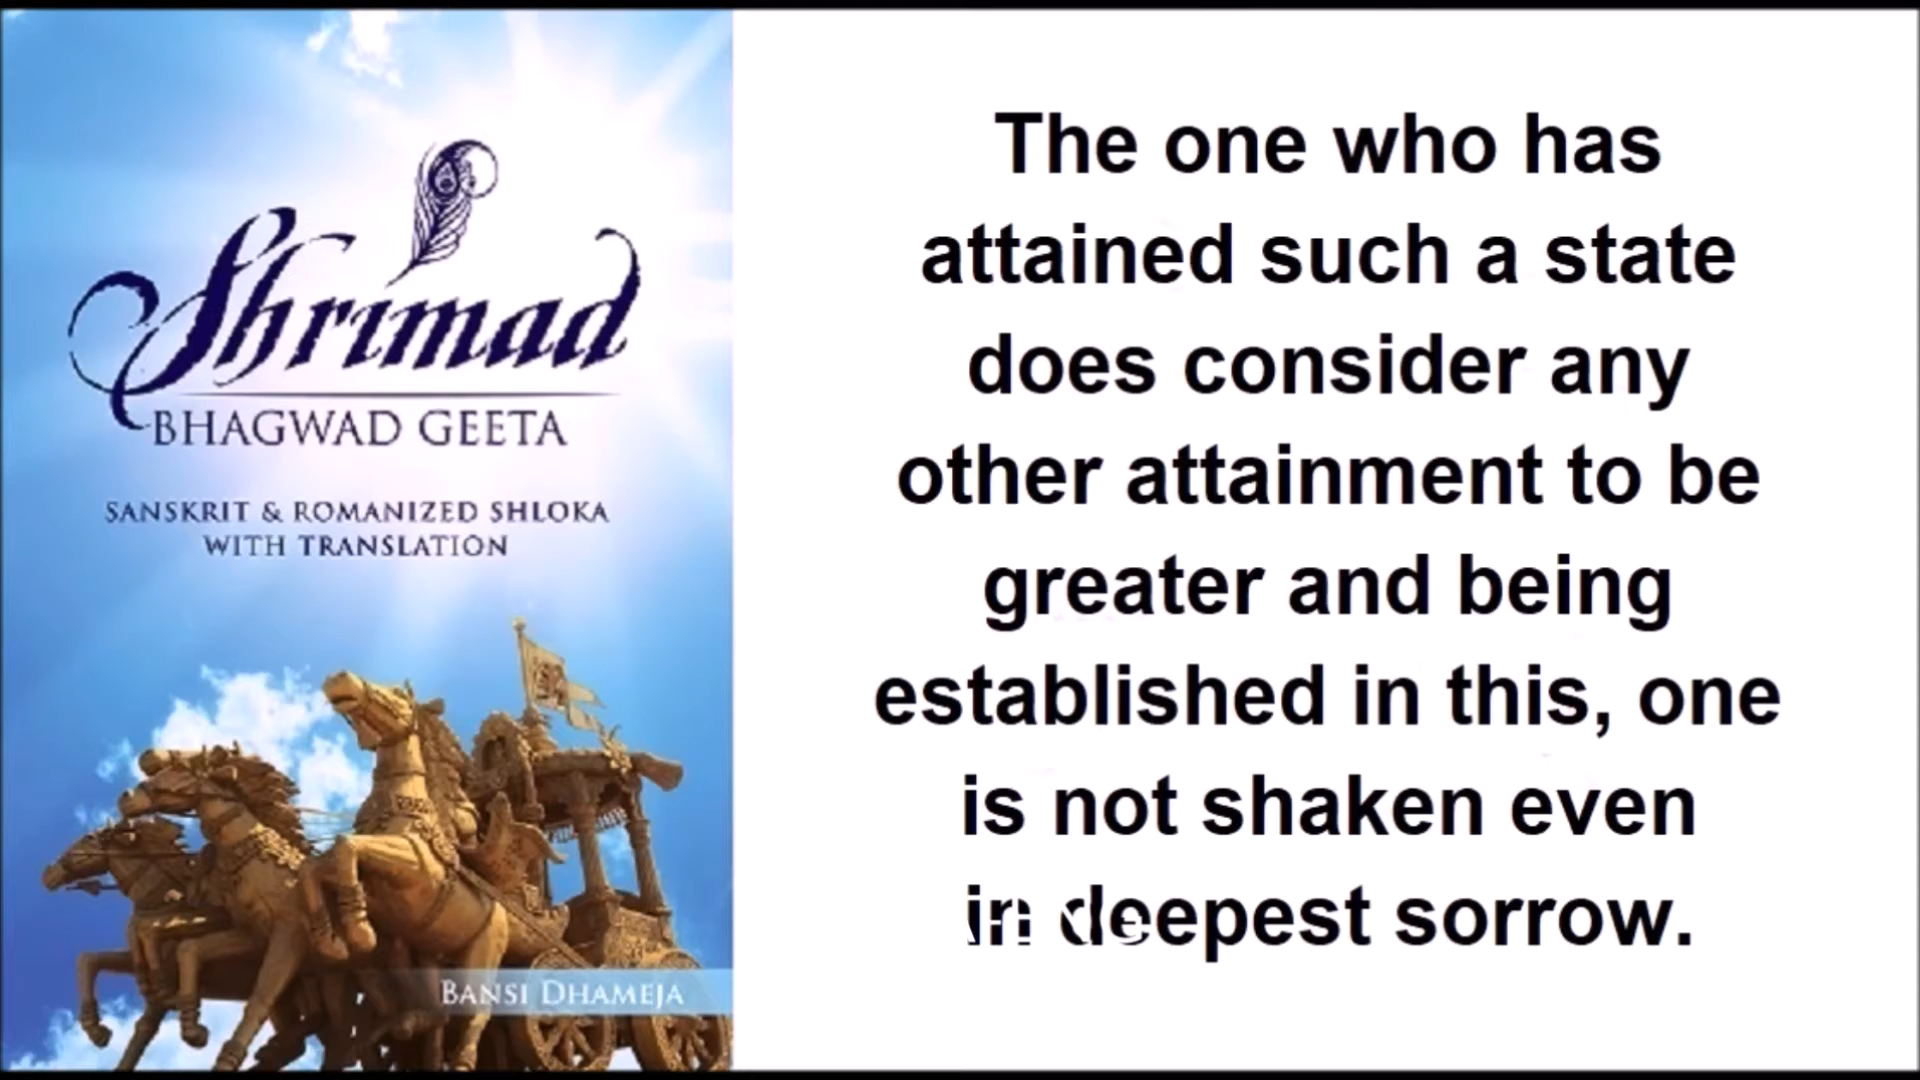 Shrimad
BHAGWAD GEETA
SANSKRIT & ROMANIZED SHLOKA
WITH TRANSLATION
BANSI DHAMEJA
The one who has
attained such a state
does consider any
other attainment to be
greater and being
established in this, one
is not shaken even
in deepest sorrow.